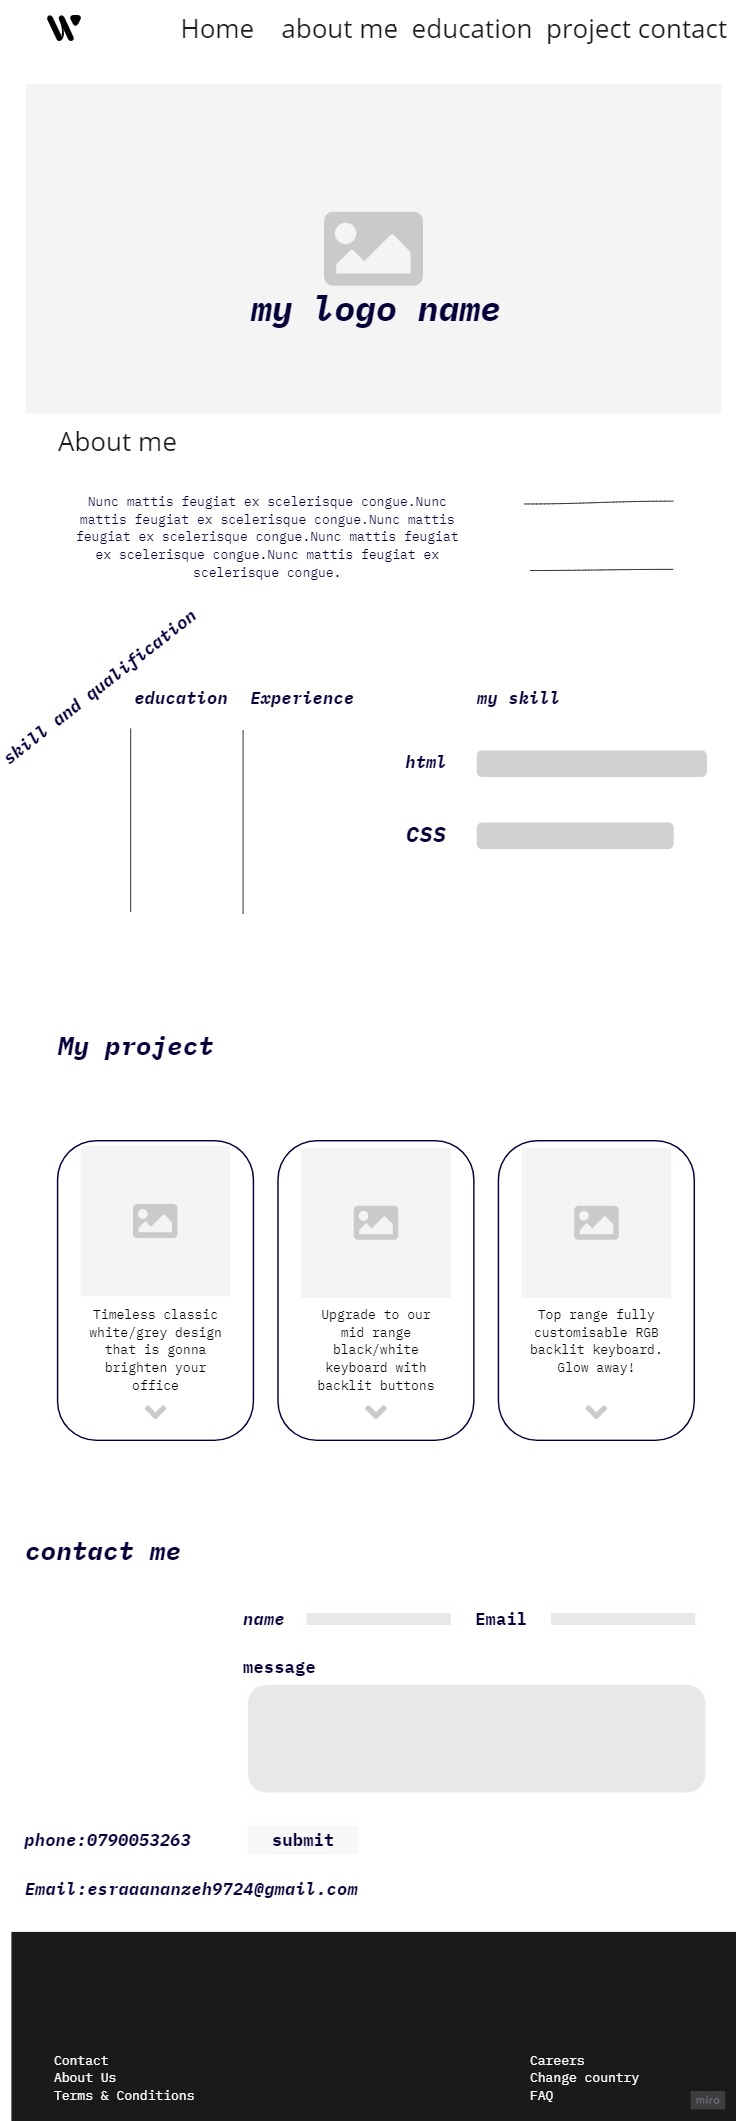 Home about me education project contact
my logo name
About me
Nunc mattis feugiat ex scelerisque congue.Nunc
mattis feugiat ex scelerisque congue.Nunc mattis
feugiat ex scelerisque congue.Nunc mattis feugiat
ex scelerisque congue.Nunc mattis feugiat ex
scelerisque congue.
skill and qualification
education Experience
my skill
html
CSS
My project
Timeless classic
white/grey design
that is gonna
brighten your
office
Upgrade to our
mid range
black/white
keyboard with
backlit buttons
Top range fully
customisable RGB
backlit keyboard.
Glow away!
contact me
name
Email
message
phone:0790053263
submit
Email:esraaananzeh9724@gmail.com
Contact
About Us
Terms & Conditions
Careers
Change country
FAQ
miro